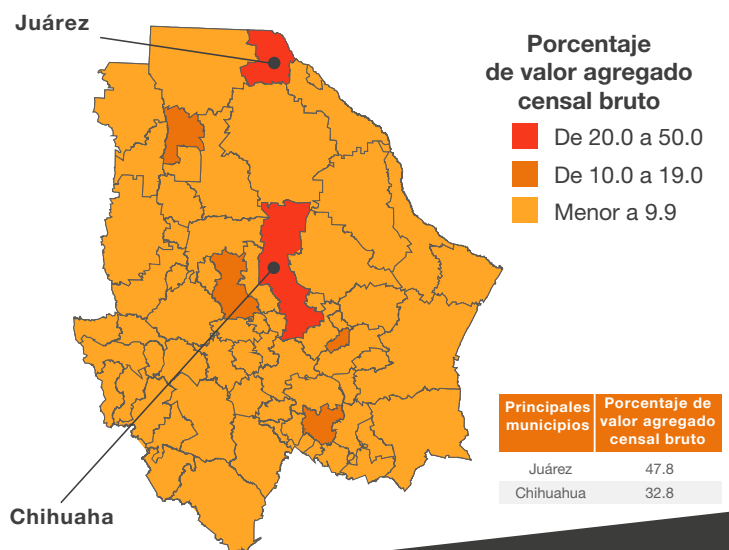 Juárez
Porcentaje
de valor agregado
censal bruto
De 20.0 a 50.0
De 10.0 a 19.0
Menor a 9.9
Principales municipios | Porcentaje de valor agregado censal bruto
Juárez 47.8
Chihuahua 32.8
Chihuaha